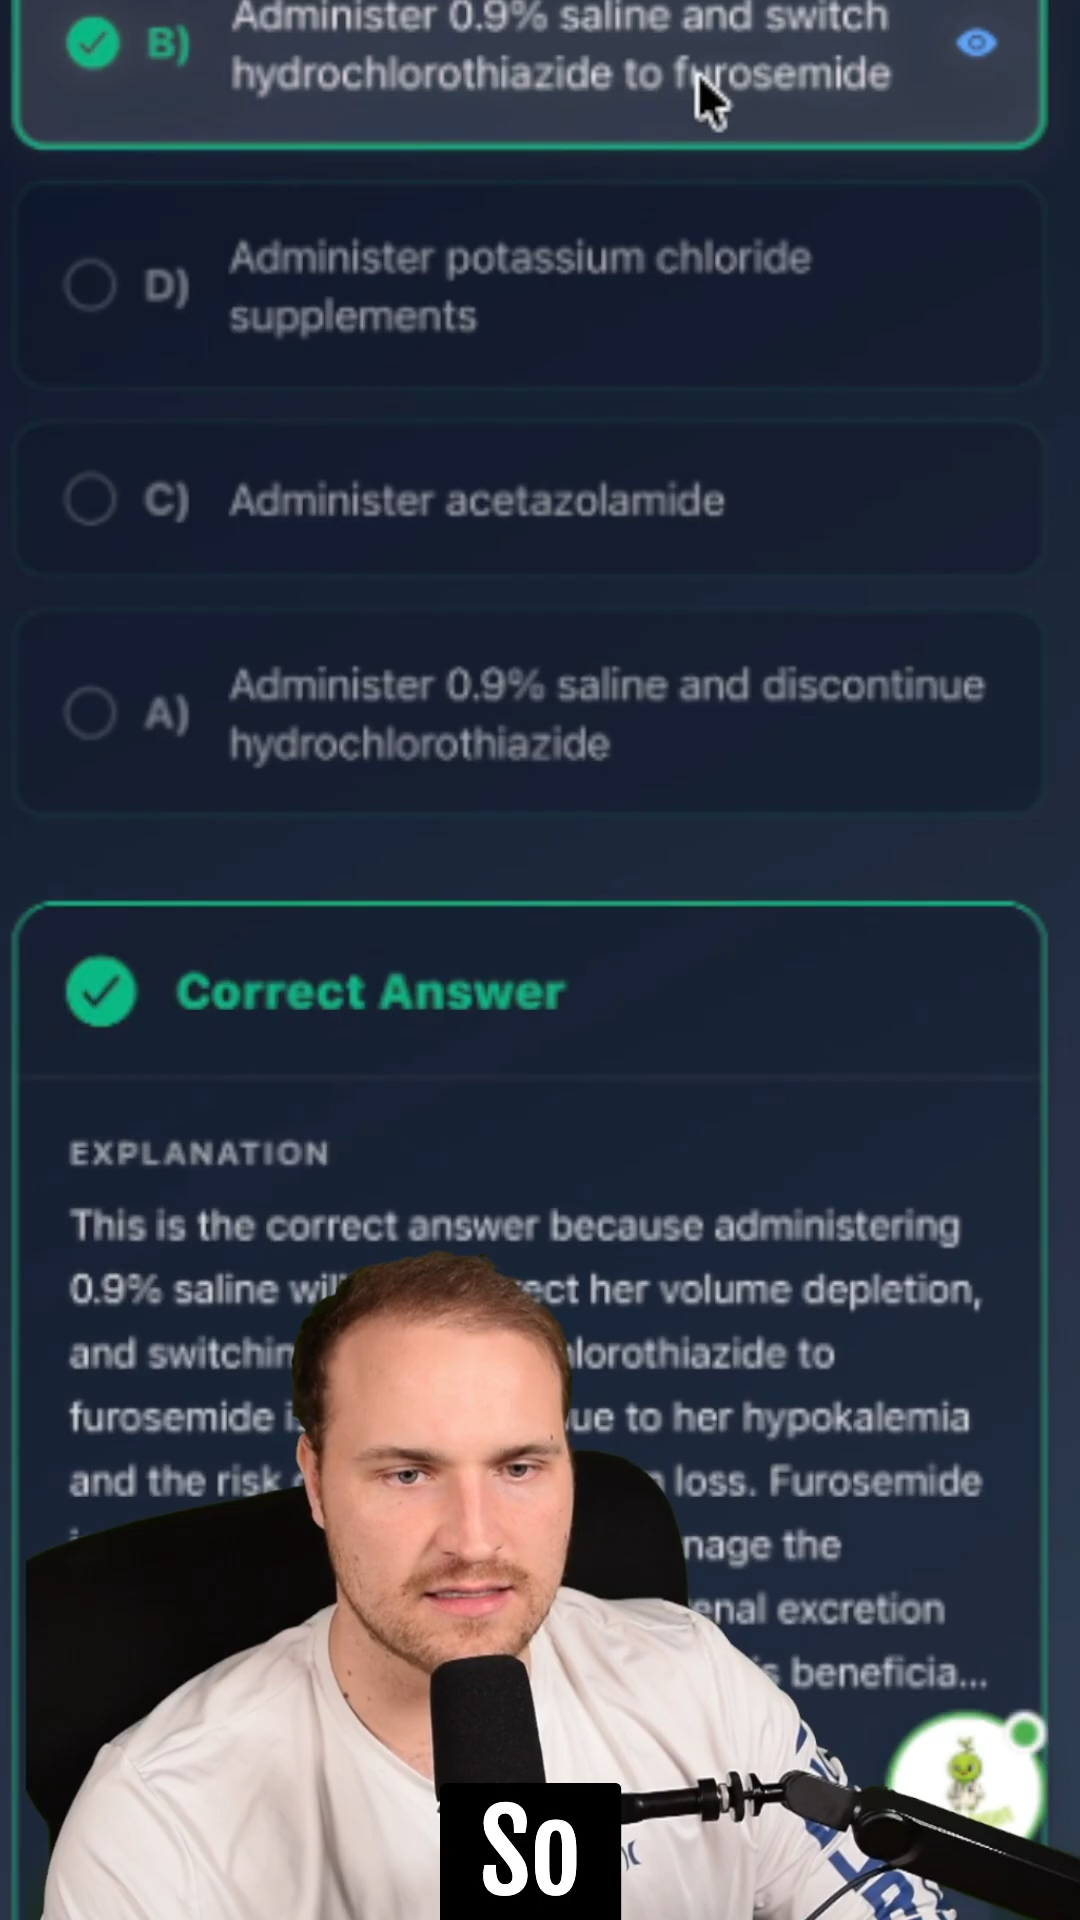 B) Administer 0.9% saline and switch
hydrochlorothiazide to furosemide
D) Administer potassium chloride
supplements
C) Administer acetazolamide
A) Administer 0.9% saline and discontinue
hydrochlorothiazide
Correct Answer
EXPLANATION
This is the correct answer because administering
0.9% saline will her volume depletion,
and to
furosemide to her hypokalemia
and the risk loss. Furosemide
the
excretion
beneficia...
So